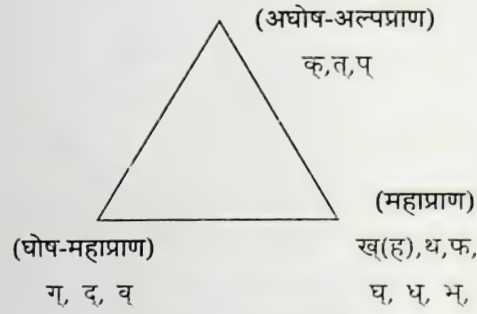 (अघोष-अल्पप्राण)
क्,त्,प्
(महाप्राण)
(घोष-महाप्राण)
ख्(ह),थ,फ,
ग्, द्, व्
घ्, ध्, भ्,